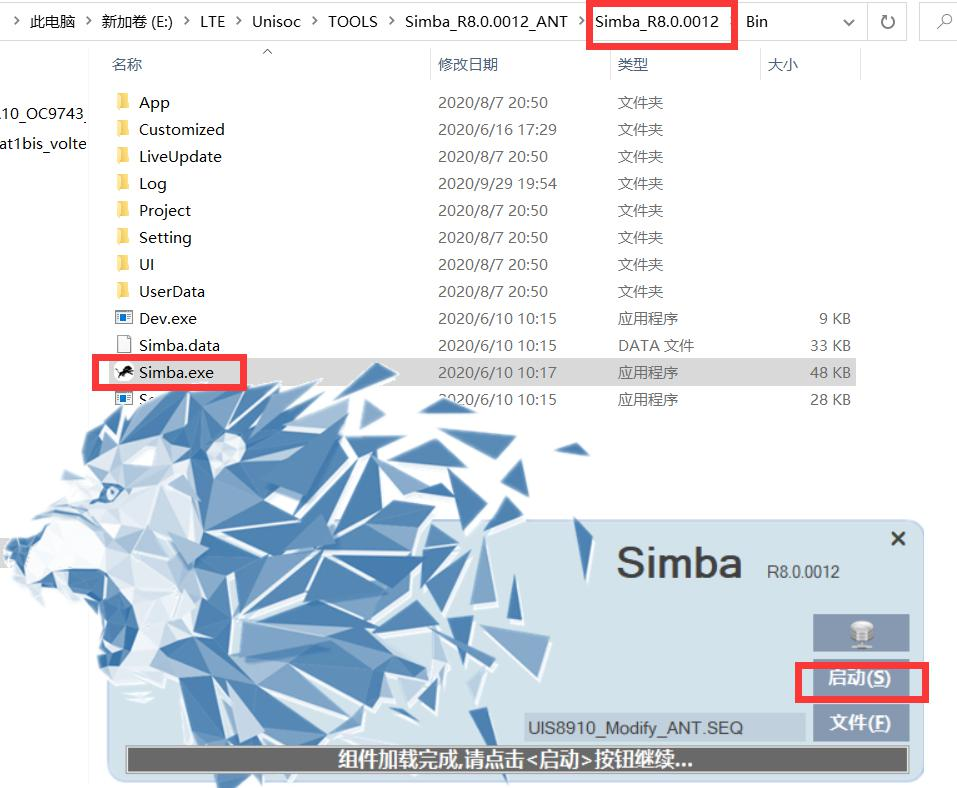 此电脑 > 新加卷 (E:) > LTE > Unisoc > TOOLS > Simba_R8.0.0012_ANT > Simba_R8.0.0012 > Bin
名称 修改日期 类型 大小
App 2020/8/7 20:50 文件夹
.10_OC9743_
Customized 2020/6/16 17:29 文件夹
at1bis_volte
LiveUpdate 2020/8/7 20:50 文件夹
Log 2020/9/29 19:54 文件夹
Project 2020/8/7 20:50 文件夹
Setting 2020/8/7 20:50 文件夹
UI 2020/8/7 20:50 文件夹
UserData 2020/8/7 20:50 文件夹
Dev.exe 2020/6/10 10:15 应用程序 9 KB
Simba.data 2020/6/10 10:15 DATA 文件 33 KB
Simba.exe 2020/6/10 10:17 应用程序 48 KB
2020/6/10 10:15 应用程序 28 KB
Simba R8.0.0012
启动(S)
UIS8910_Modify_ANT.SEQ 文件(F)
组件加载完成,请点击<启动>按钮继续...